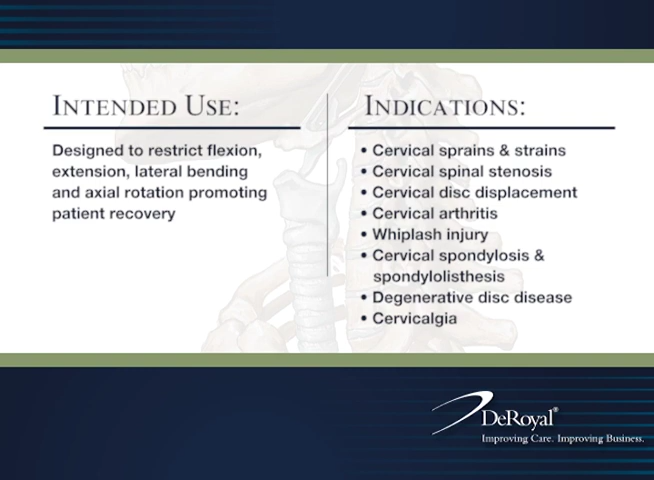 INTENDED USE:
Designed to restrict flexion,
extension, lateral bending
and axial rotation promoting
patient recovery
INDICATIONS:
• Cervical sprains & strains
• Cervical spinal stenosis
• Cervical disc displacement
• Cervical arthritis
• Whiplash injury
• Cervical spondylosis &
spondylolisthesis
• Degenerative disc disease
• Cervicalgia
DeRoyal®
Improving Care. Improving Business.